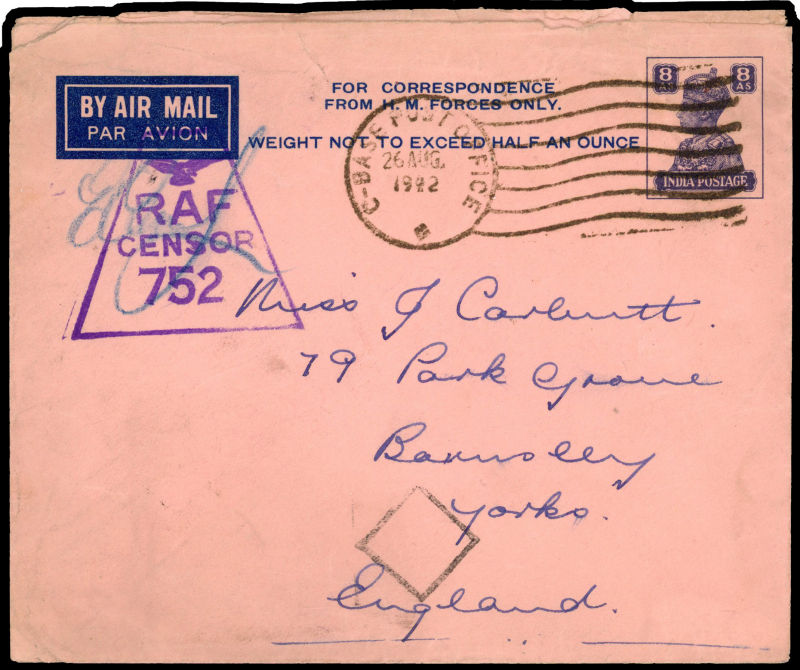 FOR CORRESPONDENCE
FROM H. M. FORCES ONLY.
WEIGHT NOT TO EXCEED HALF AN OUNCE
BY AIR MAIL
PAR AVION
8 AS
8 AS
INDIA POSTAGE
C-BASE POST OFFICE
26 AUG.
1942
RAF
CENSOR
752
Miss J Carbutt.
79 Park Grove
Barnsley
Yorks.
England.